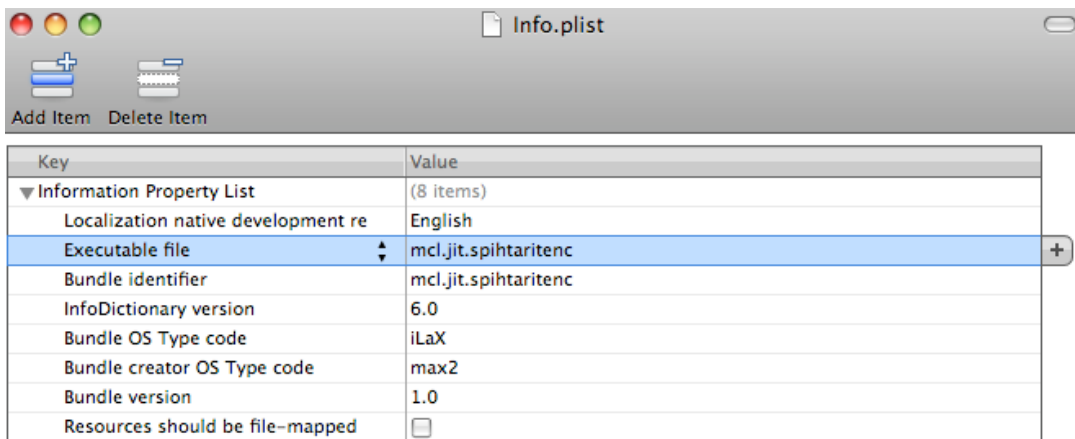 Info.plist
Add Item Delete Item
Key Value
Information Property List (8 items)
Localization native development re English
Executable file mcl.jit.spihtaritenc
Bundle identifier mcl.jit.spihtaritenc
InfoDictionary version 6.0
Bundle OS Type code iLaX
Bundle creator OS Type code max2
Bundle version 1.0
Resources should be file-mapped